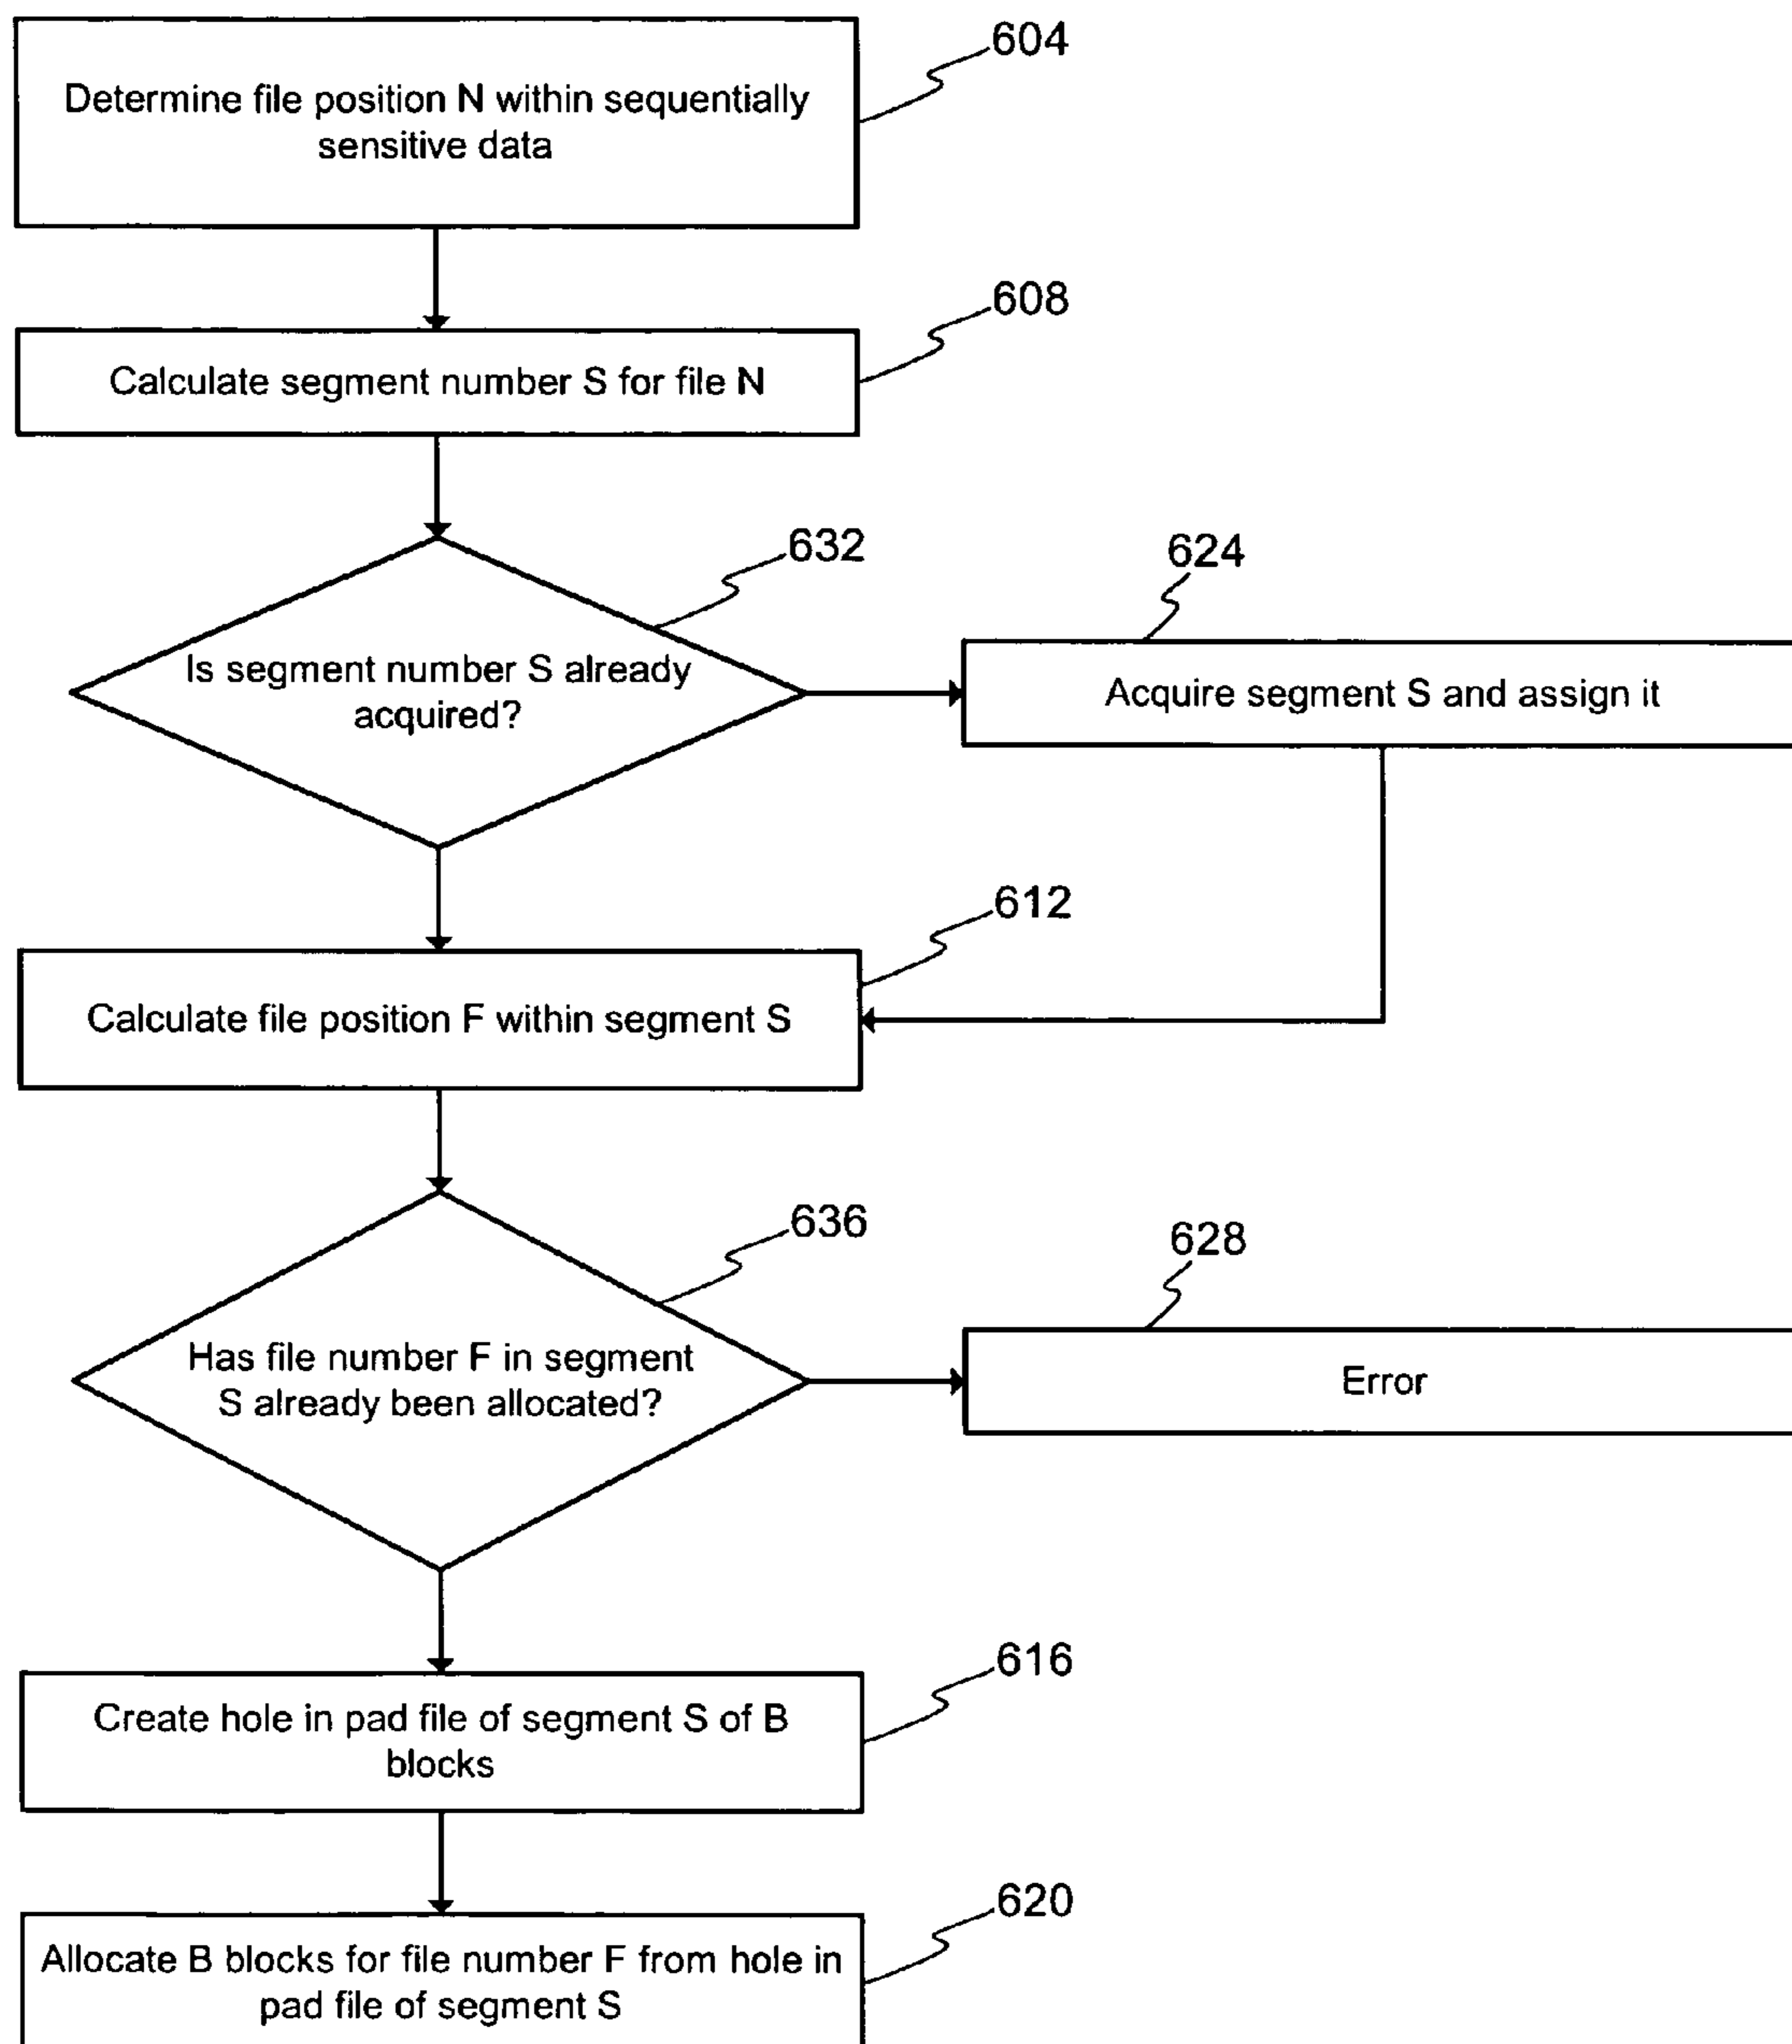 604
Determine file position N within sequentially
sensitive data
608
Calculate segment number S for file N
632
624
Is segment number S already
acquired?
Acquire segment S and assign it
612
Calculate file position F within segment S
636
628
Has file number F in segment
S already been allocated?
Error
616
Create hole in pad file of segment S of B
blocks
620
Allocate B blocks for file number F from hole in
pad file of segment S